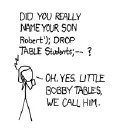 DID YOU REALLY
NAME YOUR SON
Robert'); DROP
TABLE Students;-- ?
OH. YES. LITTLE
BOBBY TABLES,
WE CALL HIM.